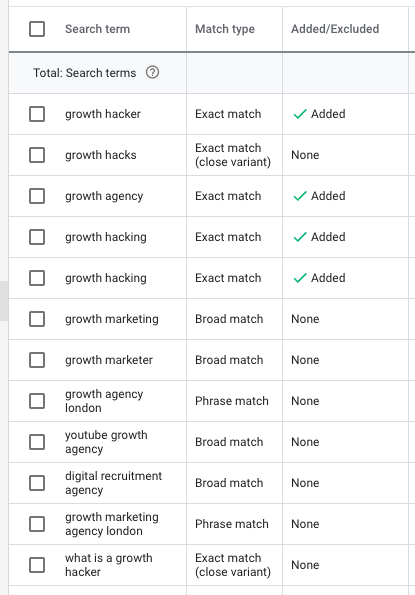 Search term Match type Added/Excluded
Total: Search terms ?
growth hacker Exact match Added
growth hacks Exact match
(close variant) None
growth agency Exact match Added
growth hacking Exact match Added
growth hacking Exact match Added
growth marketing Broad match None
growth marketer Broad match None
growth agency
london Phrase match None
youtube growth
agency Broad match None
digital recruitment
agency Broad match None
growth marketing
agency london Phrase match None
what is a growth
hacker Exact match
(close variant) None